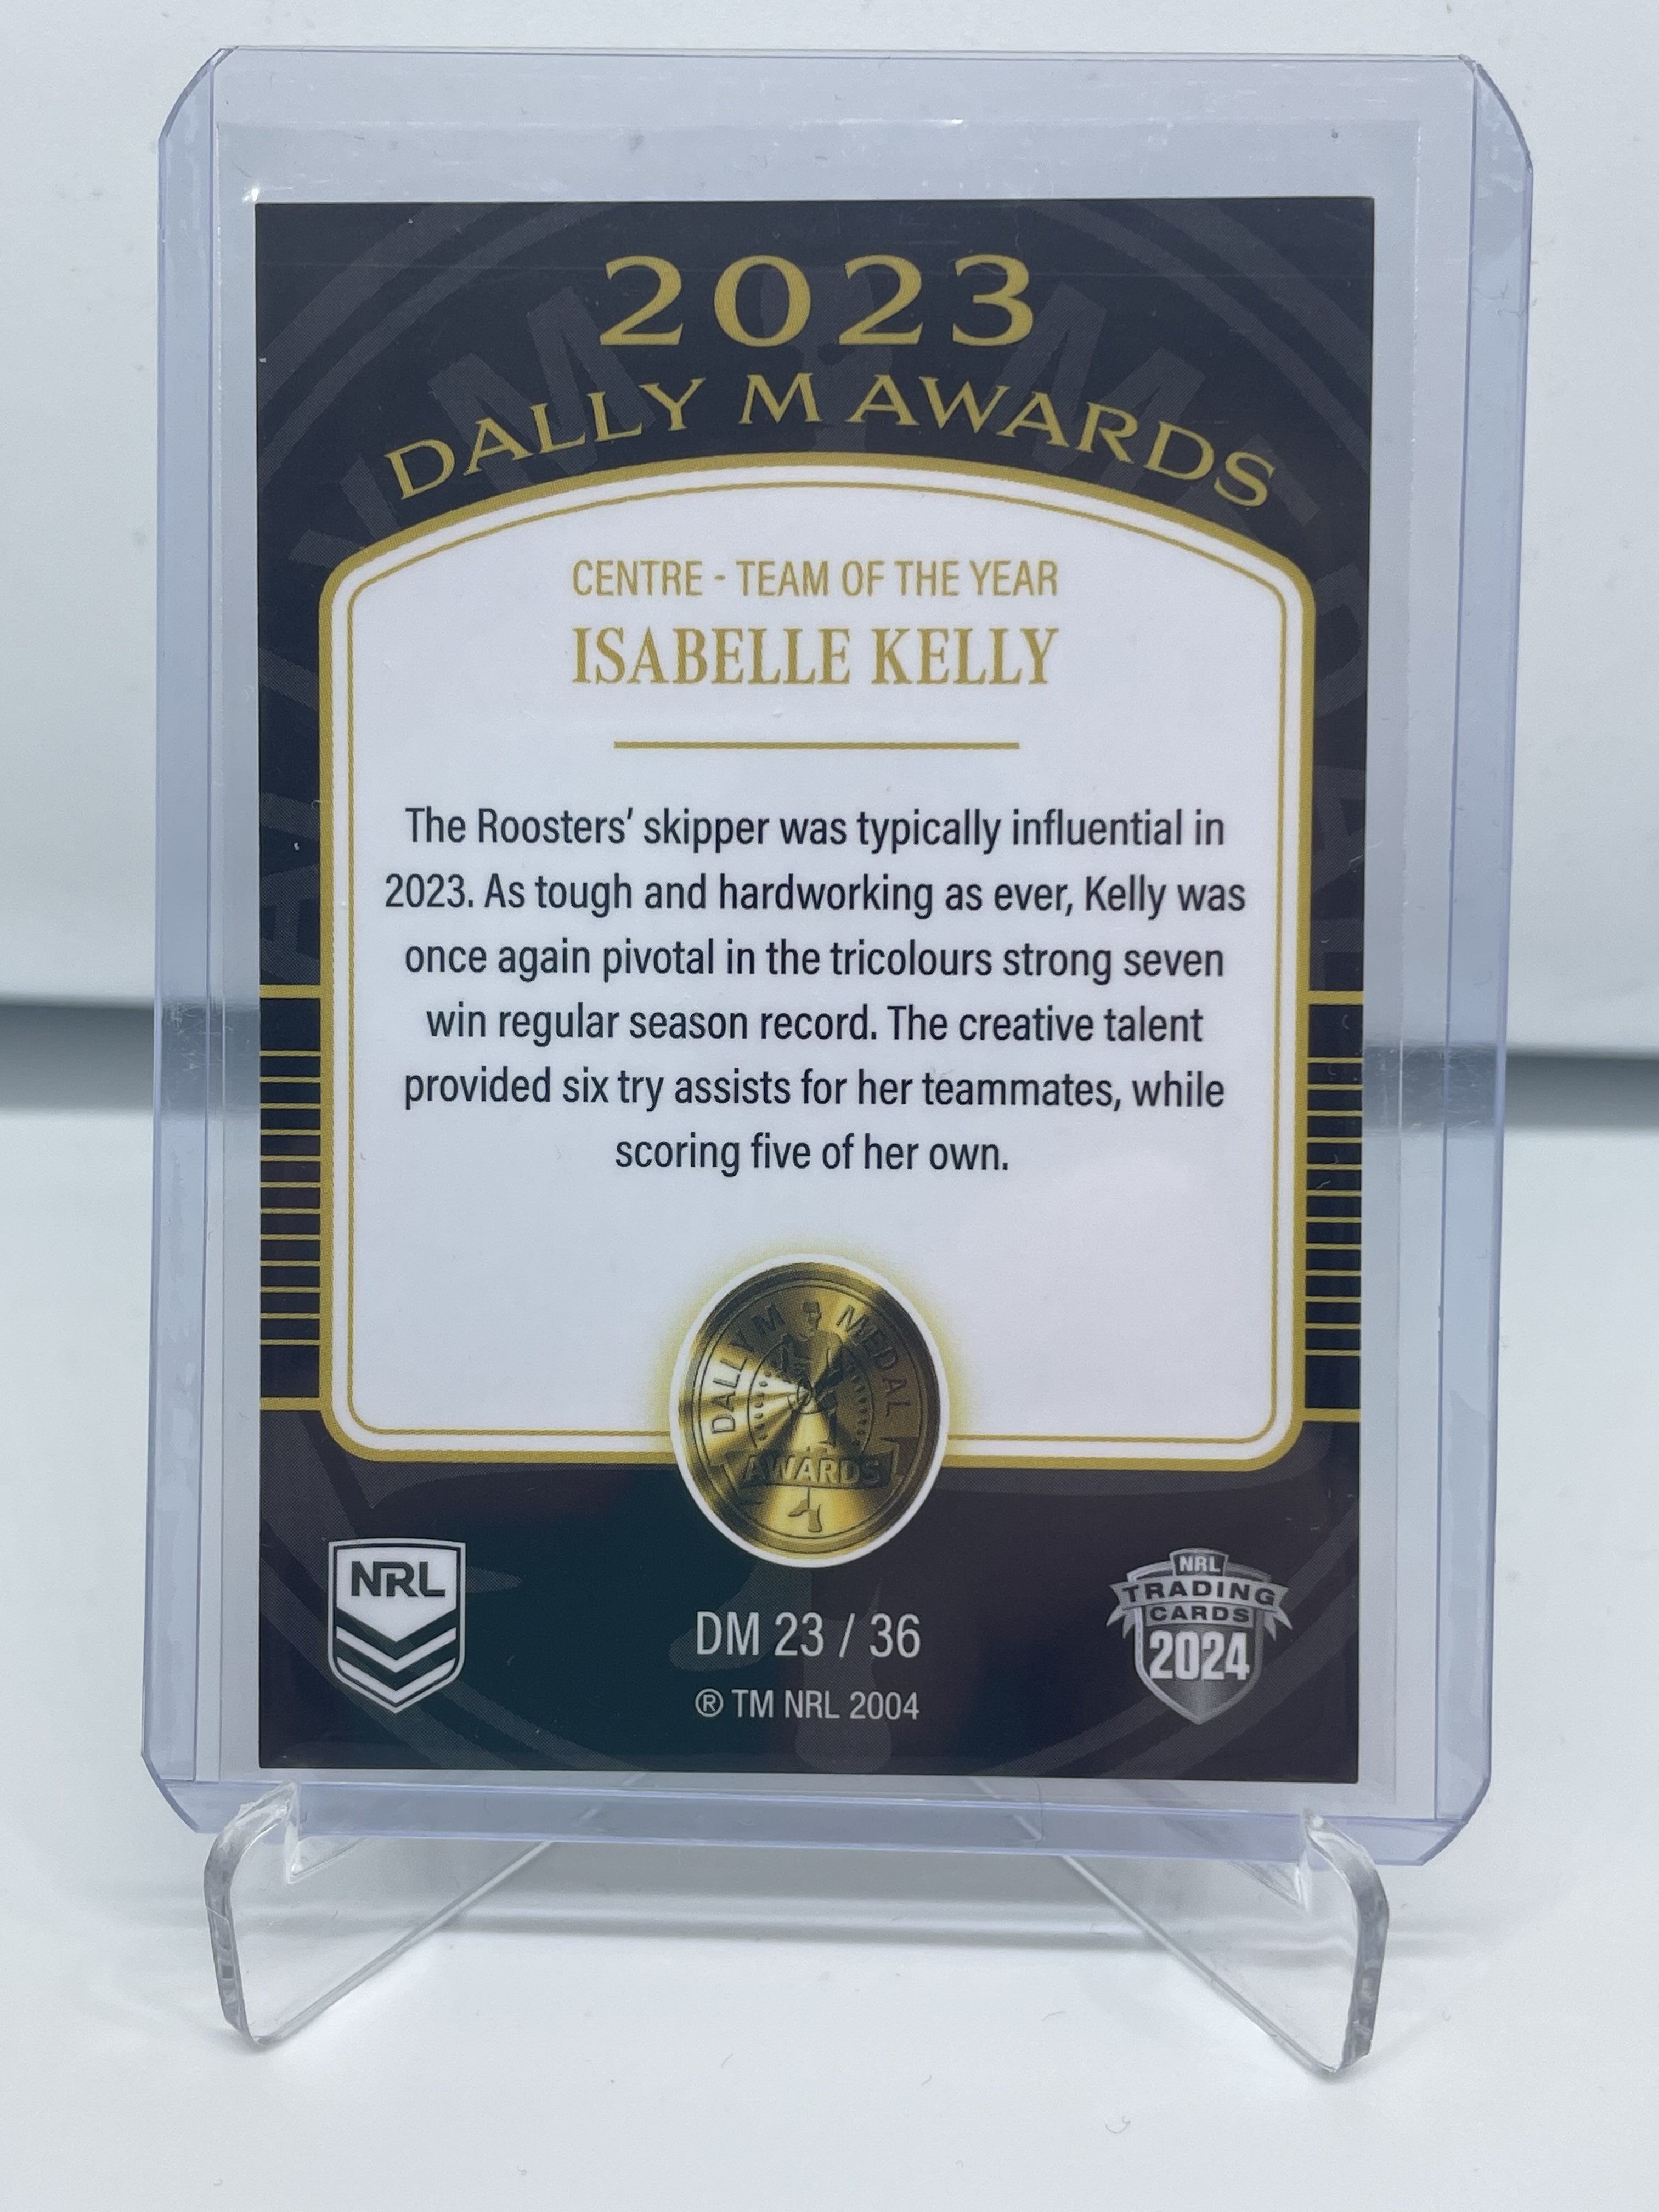 2023
DALLY M AWARDS
CENTRE - TEAM OF THE YEAR
ISABELLE KELLY
The Roosters’ skipper was typically influential in
2023. As tough and hardworking as ever, Kelly was
once again pivotal in the tricolours strong seven
win regular season record. The creative talent
provided six try assists for her teammates, while
scoring five of her own.
DALLY M MEDAL
AWARDS
NRL
DM 23 / 36
® TM NRL 2004
NRL
TRADING
CARDS
2024